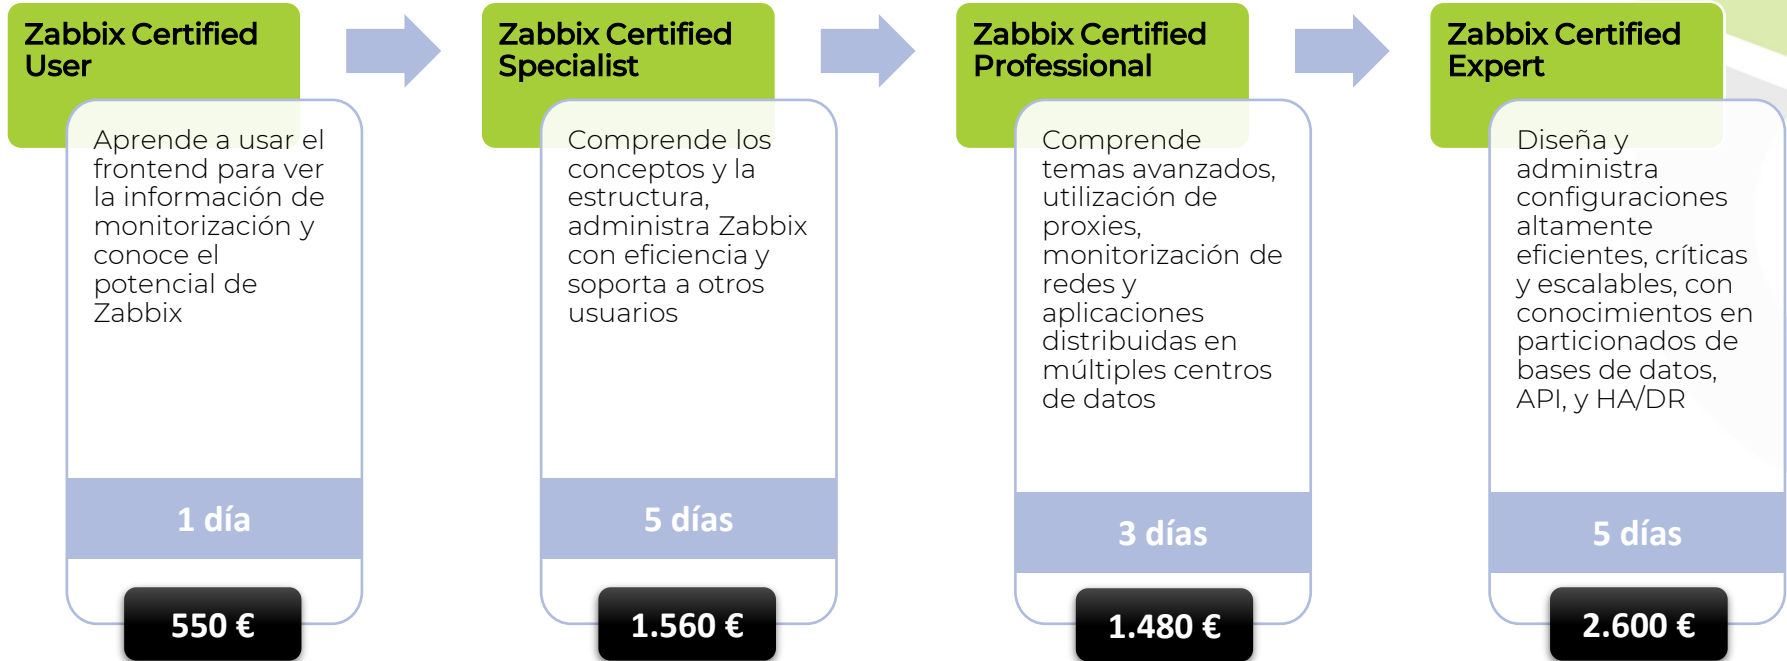 Zabbix Certified
User
Aprende a usar el
frontend para ver
la información de
monitorización y
conoce el
potencial de
Zabbix
1 día
550 €
Zabbix Certified
Specialist
Comprende los
conceptos y la
estructura,
administra Zabbix
con eficiencia y
soporta a otros
usuarios
5 días
1.560 €
Zabbix Certified
Professional
Comprende
temas avanzados,
utilización de
proxies,
monitorización de
redes y
aplicaciones
distribuidas en
múltiples centros
de datos
3 días
1.480 €
Zabbix Certified
Expert
Diseña y
administra
configuraciones
altamente
eficientes, críticas
y escalables, con
conocimientos en
particionados de
bases de datos,
API, y HA/DR
5 días
2.600 €